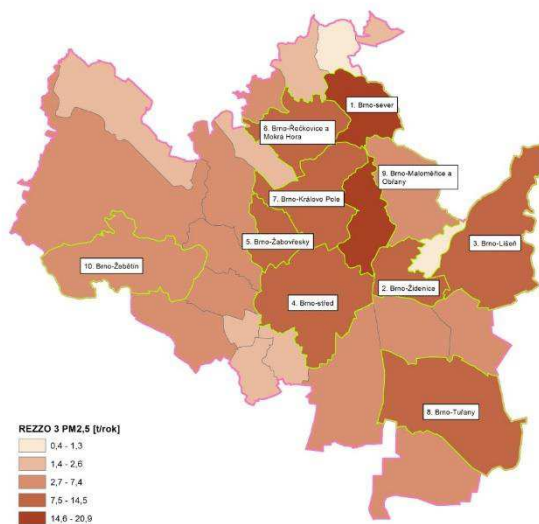 1. Brno-sever
6. Brno-Řečkovice a
Mokrá Hora
9. Brno-Maloměřice a
Obřany
7. Brno-Královo Pole
3. Brno-Líšeň
5. Brno-Žabovřesky
10. Brno-Žebětín
2. Brno-Židenice
4. Brno-střed
8. Brno-Tuřany
REZZO 3 PM2,5 [t/rok]
0,4 - 1,3
1,4 - 2,6
2,7 - 7,4
7,5 - 14,5
14,6 - 20,9